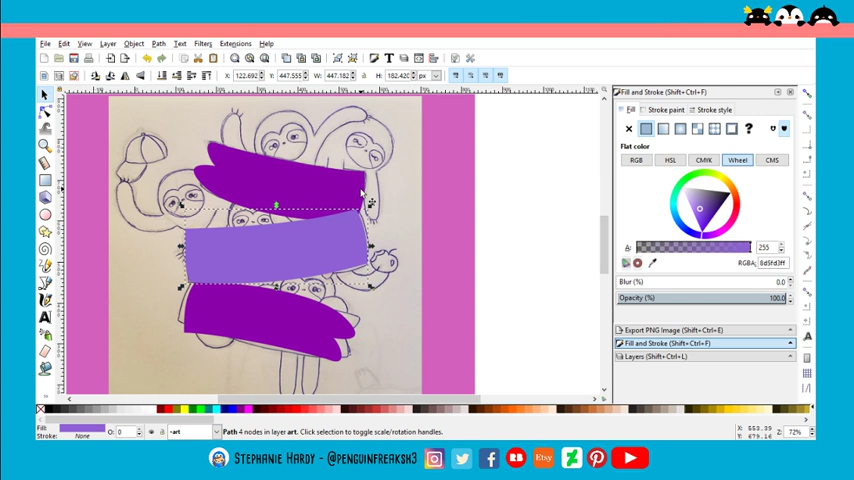 File Edit View Layer Object Path Text Filters Extensions Help
X: 122.692 Y: 447.555 W: 447.182 H: 182.420 px
Fill and Stroke (Shift+Ctrl+F)
Fill Stroke paint Stroke style
?
Flat color
RGB HSL CMYK Wheel CMS
A: 255
RGBA: 8d5fd3ff
Blur (%) 0.0
Opacity (%) 100.0
Export PNG Image (Shift+Ctrl+E)
Fill and Stroke (Shift+Ctrl+F)
Layers (Shift+Ctrl+L)
Fill: O: 0 -art Path 4 nodes in layer art. Click selection to toggle scale/rotation handles. X: 553.39 Z: 72%
Stroke: None Y: 679.16
Stephanie Hardy - @penguinfreaksh3 Etsy